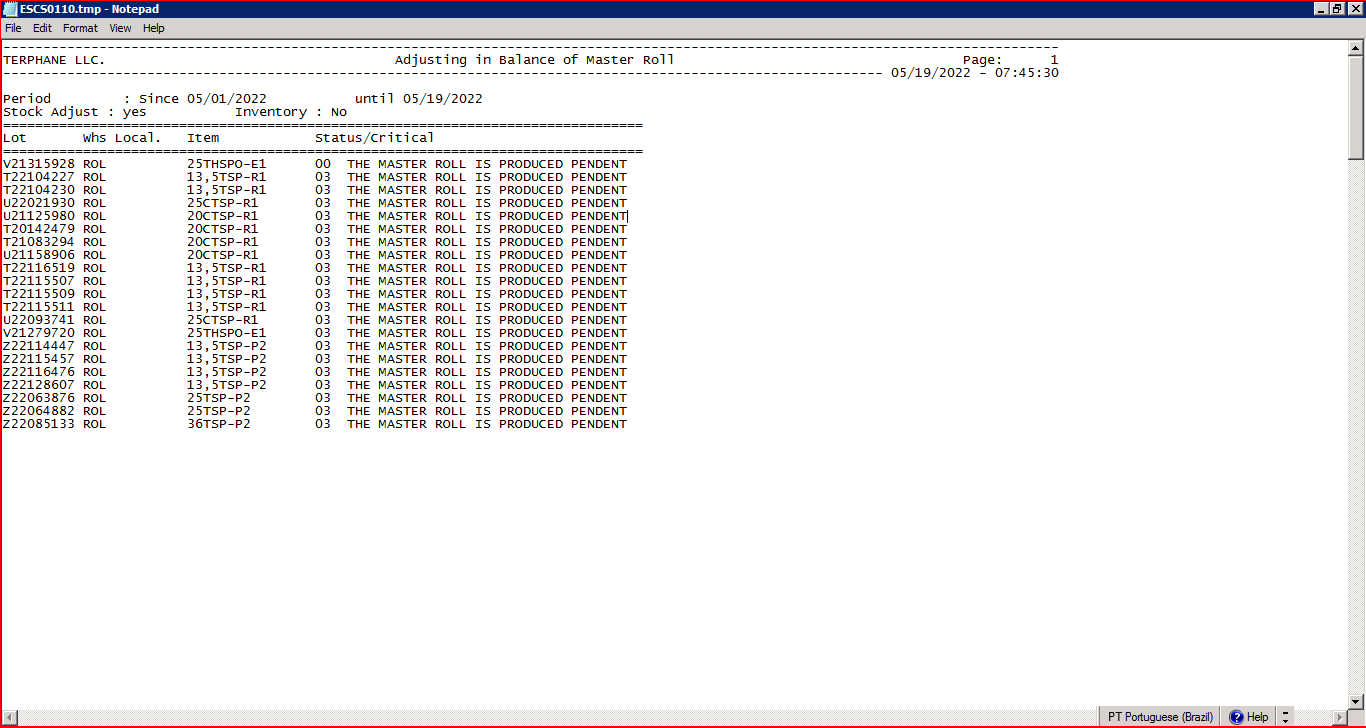 ESCS0110.tmp - Notepad
File Edit Format View Help
------------------------------------------------------------------------------------------------------------------------------------
TERPHANE LLC. Adjusting in Balance of Master Roll Page: 1
-------------------------------------------------------------------------------------------------------------- 05/19/2022 - 07:45:30
Period : Since 05/01/2022 until 05/19/2022
Stock Adjust : yes Inventory : No
================================================================================
Lot Whs Local. Item Status/Critical
================================================================================
V21315928 ROL 25THSPO-E1 00 THE MASTER ROLL IS PRODUCED PENDENT
T22104227 ROL 13,5TSP-R1 03 THE MASTER ROLL IS PRODUCED PENDENT
T22104230 ROL 13,5TSP-R1 03 THE MASTER ROLL IS PRODUCED PENDENT
U22021930 ROL 25CTSP-R1 03 THE MASTER ROLL IS PRODUCED PENDENT
U21125980 ROL 20CTSP-R1 03 THE MASTER ROLL IS PRODUCED PENDENT
T20142479 ROL 20CTSP-R1 03 THE MASTER ROLL IS PRODUCED PENDENT
T21083294 ROL 20CTSP-R1 03 THE MASTER ROLL IS PRODUCED PENDENT
U21158906 ROL 20CTSP-R1 03 THE MASTER ROLL IS PRODUCED PENDENT
T22116519 ROL 13,5TSP-R1 03 THE MASTER ROLL IS PRODUCED PENDENT
T22115507 ROL 13,5TSP-R1 03 THE MASTER ROLL IS PRODUCED PENDENT
T22115509 ROL 13,5TSP-R1 03 THE MASTER ROLL IS PRODUCED PENDENT
T22115511 ROL 13,5TSP-R1 03 THE MASTER ROLL IS PRODUCED PENDENT
U22093741 ROL 25CTSP-R1 03 THE MASTER ROLL IS PRODUCED PENDENT
V21279720 ROL 25THSPO-E1 03 THE MASTER ROLL IS PRODUCED PENDENT
Z22114447 ROL 13,5TSP-P2 03 THE MASTER ROLL IS PRODUCED PENDENT
Z22115457 ROL 13,5TSP-P2 03 THE MASTER ROLL IS PRODUCED PENDENT
Z22116476 ROL 13,5TSP-P2 03 THE MASTER ROLL IS PRODUCED PENDENT
Z22128607 ROL 13,5TSP-P2 03 THE MASTER ROLL IS PRODUCED PENDENT
Z22063876 ROL 25TSP-P2 03 THE MASTER ROLL IS PRODUCED PENDENT
Z22064882 ROL 25TSP-P2 03 THE MASTER ROLL IS PRODUCED PENDENT
Z22085133 ROL 36TSP-P2 03 THE MASTER ROLL IS PRODUCED PENDENT
PT Portuguese (Brazil) Help